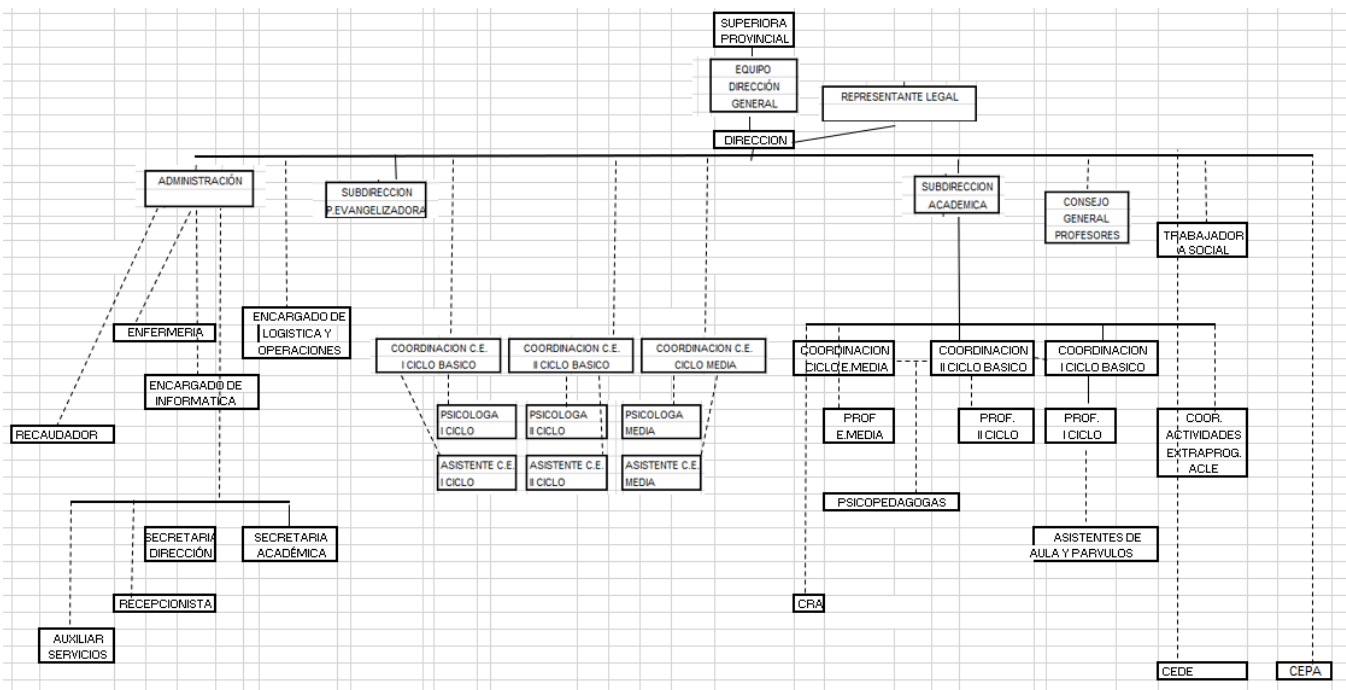 SUPERIORA
PROVINCIAL
EQUIPO
DIRECCIÓN
GENERAL
REPRESENTANTE LEGAL
DIRECCION
ADMINISTRACIÓN
SUBDIRECCION
P.EVANGELIZADORA
SUBDIRECCION
ACADEMICA
CONSEJO
GENERAL
PROFESORES
TRABAJADOR
A SOCIAL
ENFERMERIA
ENCARGADO DE
LOGISTICA Y
OPERACIONES
COORDINACION C.E.
I CICLO BASICO
COORDINACION C.E.
II CICLO BASICO
COORDINACION C.E.
CICLO MEDIA
COORDINACION
CICLO E.MEDIA
COORDINACION
II CICLO BASICO
COORDINACION
I CICLO BASICO
ENCARGADO DE
INFORMATICA
RECAUDADOR
PSICOLOGA
I CICLO
PSICOLOGA
II CICLO
PSICOLOGA
MEDIA
PROF
E.MEDIA
PROF.
II CICLO
PROF.
I CICLO
COOR.
ACTIVIDADES
EXTRAPROG.
ACLE
ASISTENTE C.E.
I CICLO
ASISTENTE C.E.
II CICLO
ASISTENTE C.E.
MEDIA
PSICOPEDAGOGAS
SECRETARIA
DIRECCIÓN
SECRETARIA
ACADÉMICA
ASISTENTES DE
AULA Y PARVULOS
RECEPCIONISTA
CRA
AUXILIAR
SERVICIOS
CEDE
CEPA